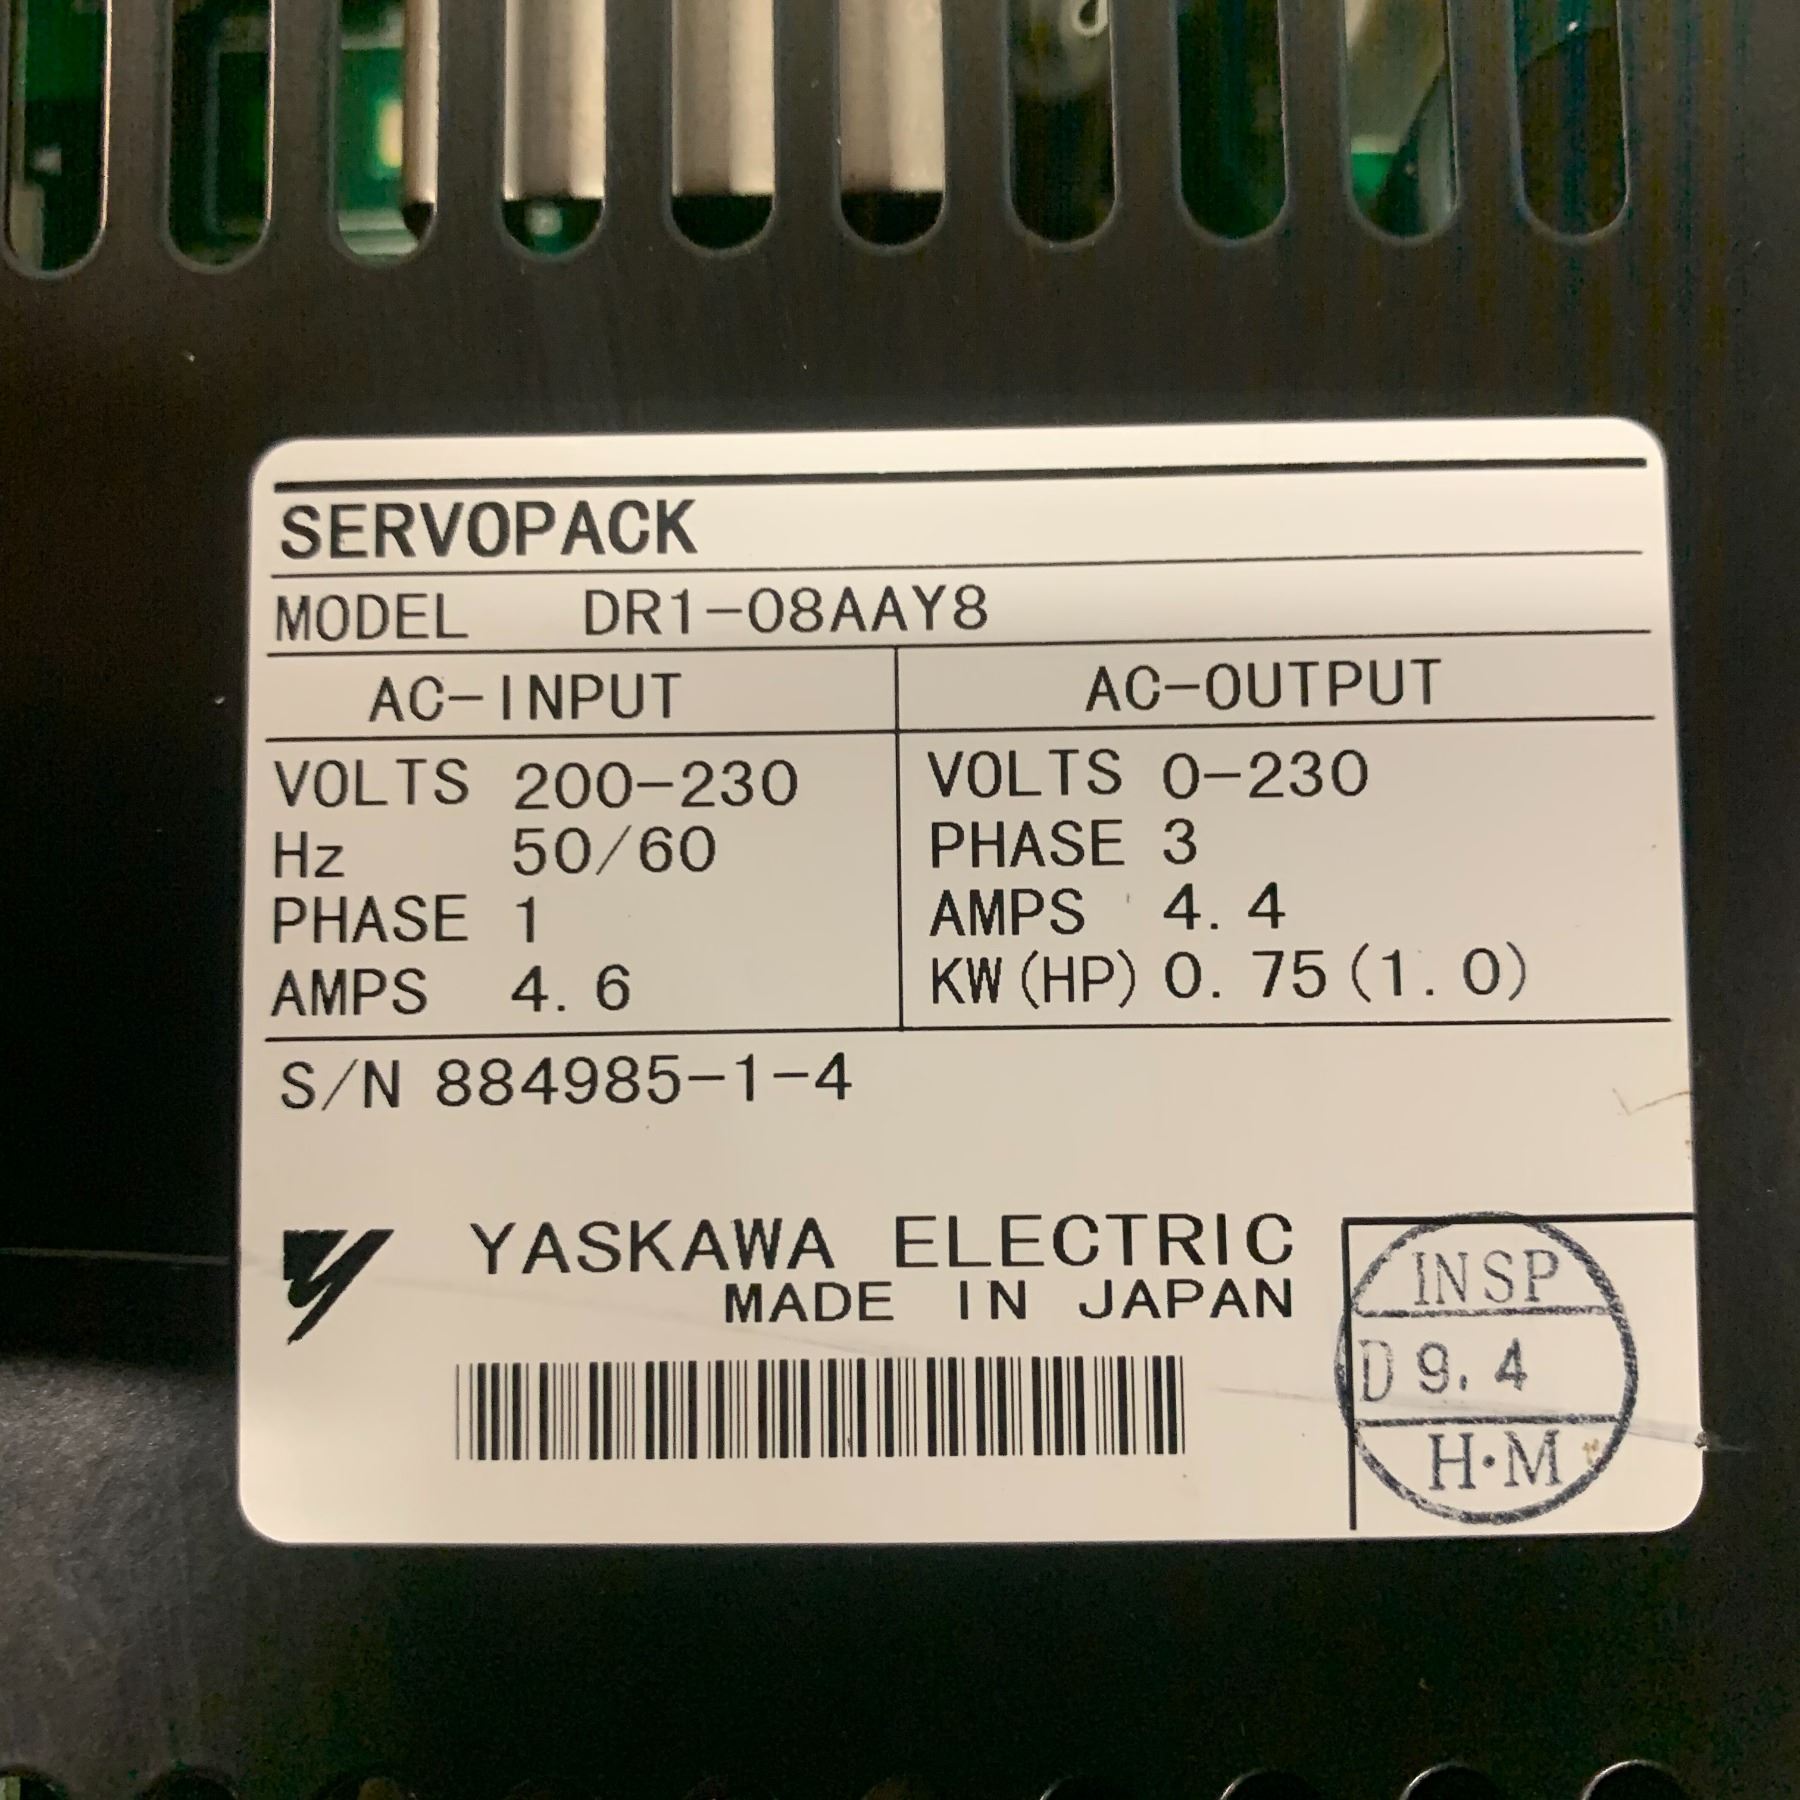 SERVOPACK
MODEL DR1-08AAY8
AC-INPUT AC-OUTPUT
VOLTS 200-230 VOLTS 0-230
Hz 50/60 PHASE 3
PHASE 1 AMPS 4.4
AMPS 4.6 KW(HP) 0.75(1.0)
S/N 884985-1-4
YASKAWA ELECTRIC
MADE IN JAPAN
INSP
D 9.4
H·M